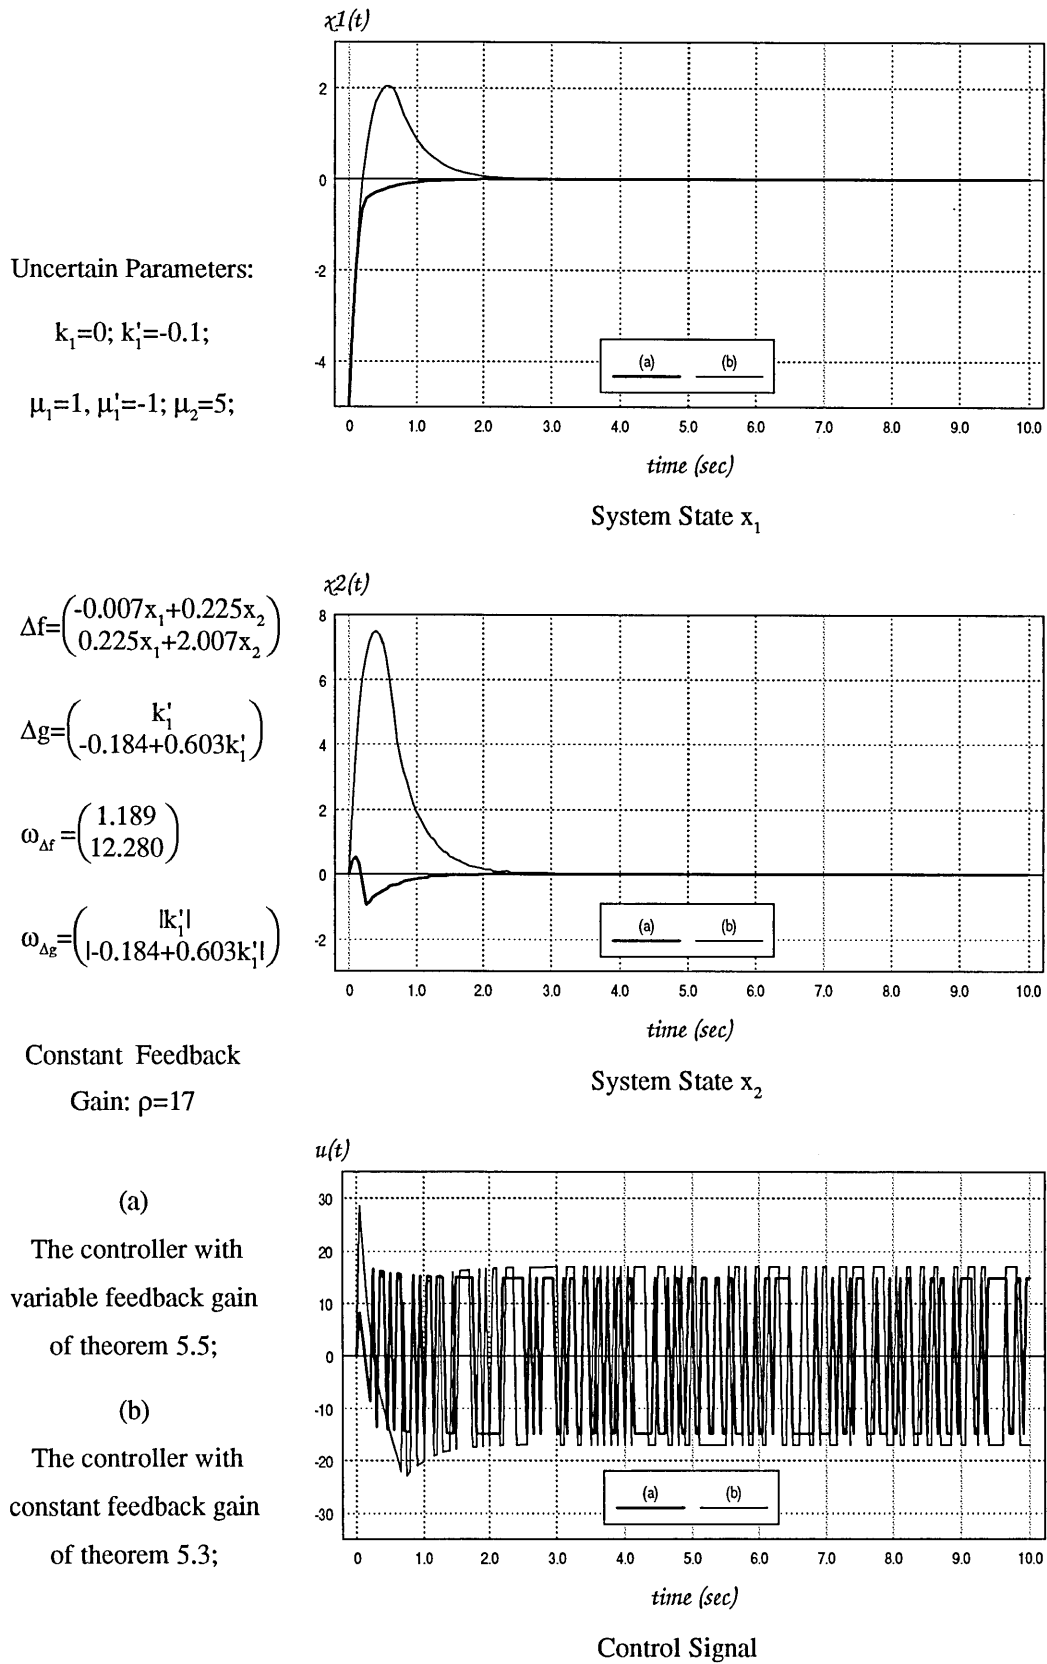 x1(t)
2
0
-2
-4
(a) (b)
0 1.0 2.0 3.0 4.0 5.0 6.0 7.0 8.0 9.0 10.0
time (sec)
System State x₁
Uncertain Parameters:
k₁=0; k₁'=-0.1;
μ₁=1, μ₁'=-1; μ₂=5;
x2(t)
8
6
4
2
0
-2
(a) (b)
0 1.0 2.0 3.0 4.0 5.0 6.0 7.0 8.0 9.0 10.0
time (sec)
System State x₂
Δf=(-0.007x₁+0.225x₂
0.225x₁+2.007x₂)
Δg=(k₁'
-0.184+0.603k₁')
ω_Δf =(1.189
12.280)
ω_Δg=(|k₁'|
|-0.184+0.603k₁'|)
Constant Feedback
Gain: ρ=17
u(t)
30
20
10
0
-10
-20
-30
(a) (b)
0 1.0 2.0 3.0 4.0 5.0 6.0 7.0 8.0 9.0 10.0
time (sec)
Control Signal
(a)
The controller with
variable feedback gain
of theorem 5.5;
(b)
The controller with
constant feedback gain
of theorem 5.3;